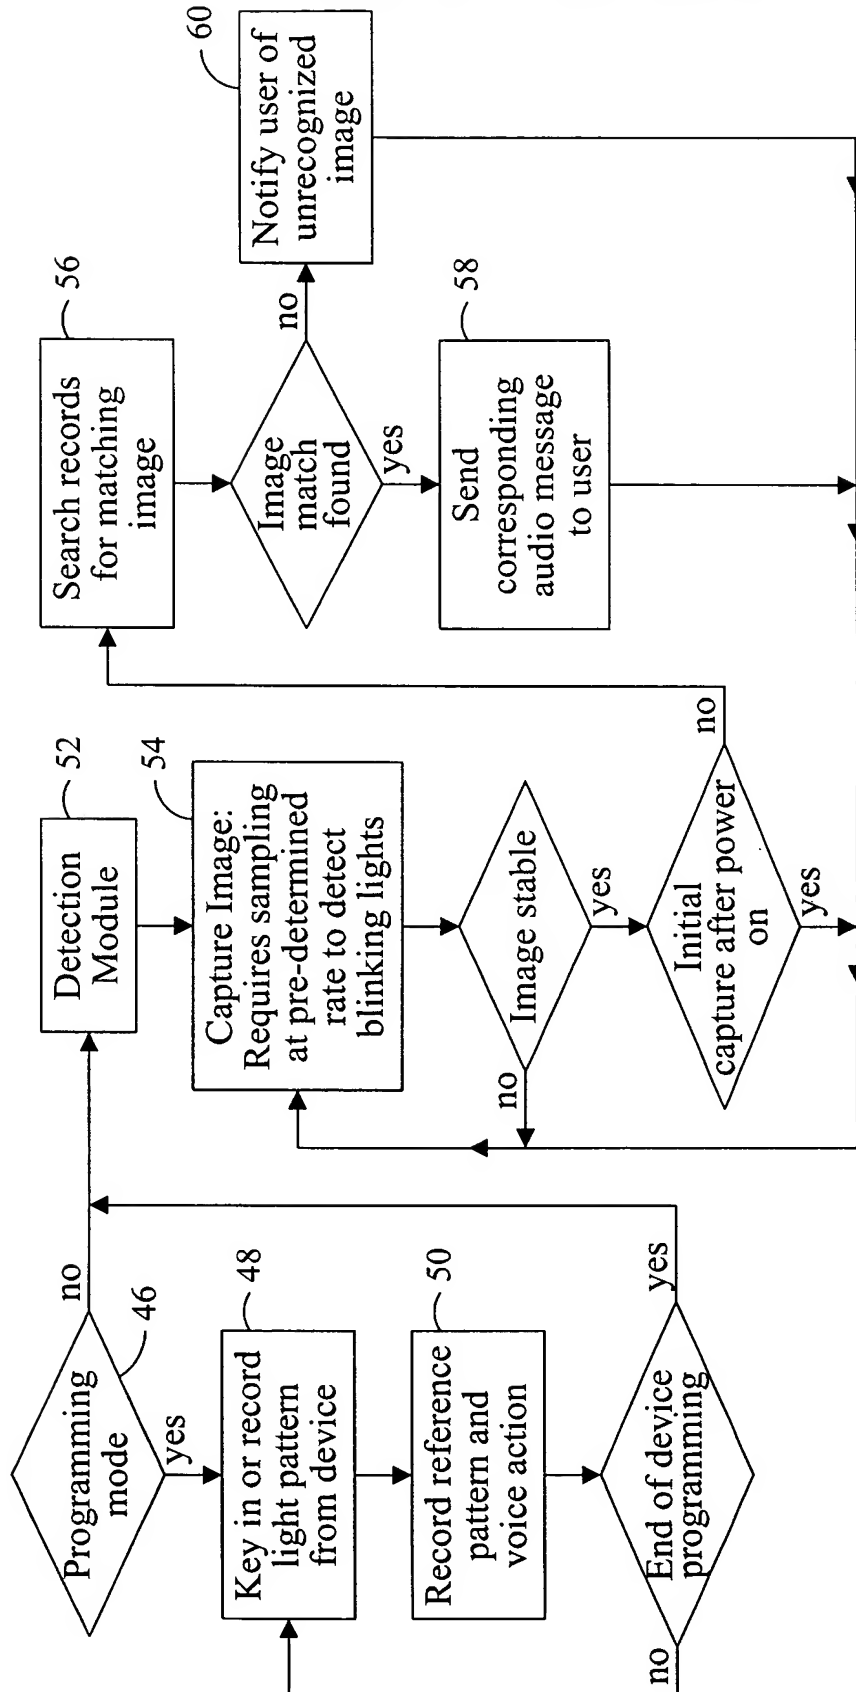 Programming
mode
46
no
yes
Key in or record
light pattern
from device
48
Record reference
pattern and
voice action
50
End of device
programming
yes
no
Detection
Module
52
Capture Image:
Requires sampling
at pre-determined
rate to detect
blinking lights
54
Image stable
no
yes
Initial
capture after power
on
no
yes
Search records
for matching
image
56
Image
match
found
no
yes
Send
corresponding
audio message
to user
58
Notify user of
unrecognized
image
60